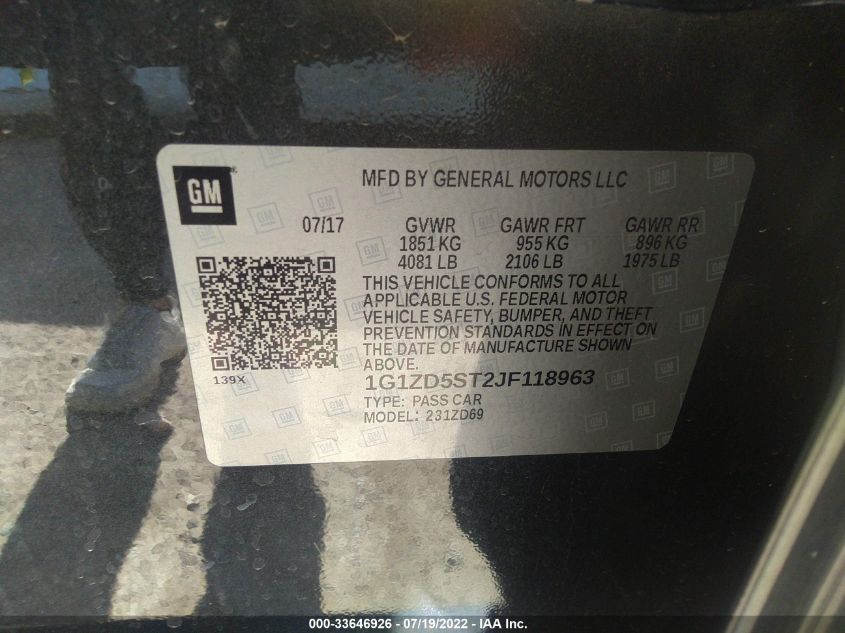 GM
MFD BY GENERAL MOTORS LLC
07/17 GVWR GAWR FRT GAWR RR
1851 KG 955 KG 896 KG
4081 LB 2106 LB 1975 LB
THIS VEHICLE CONFORMS TO ALL
APPLICABLE U.S. FEDERAL MOTOR
VEHICLE SAFETY, BUMPER, AND THEFT
PREVENTION STANDARDS IN EFFECT ON
THE DATE OF MANUFACTURE SHOWN
ABOVE.
139X
1G1ZD5ST2JF118963
TYPE: PASS CAR
MODEL: 231ZD69
000-33646926 - 07/19/2022 - IAA Inc.